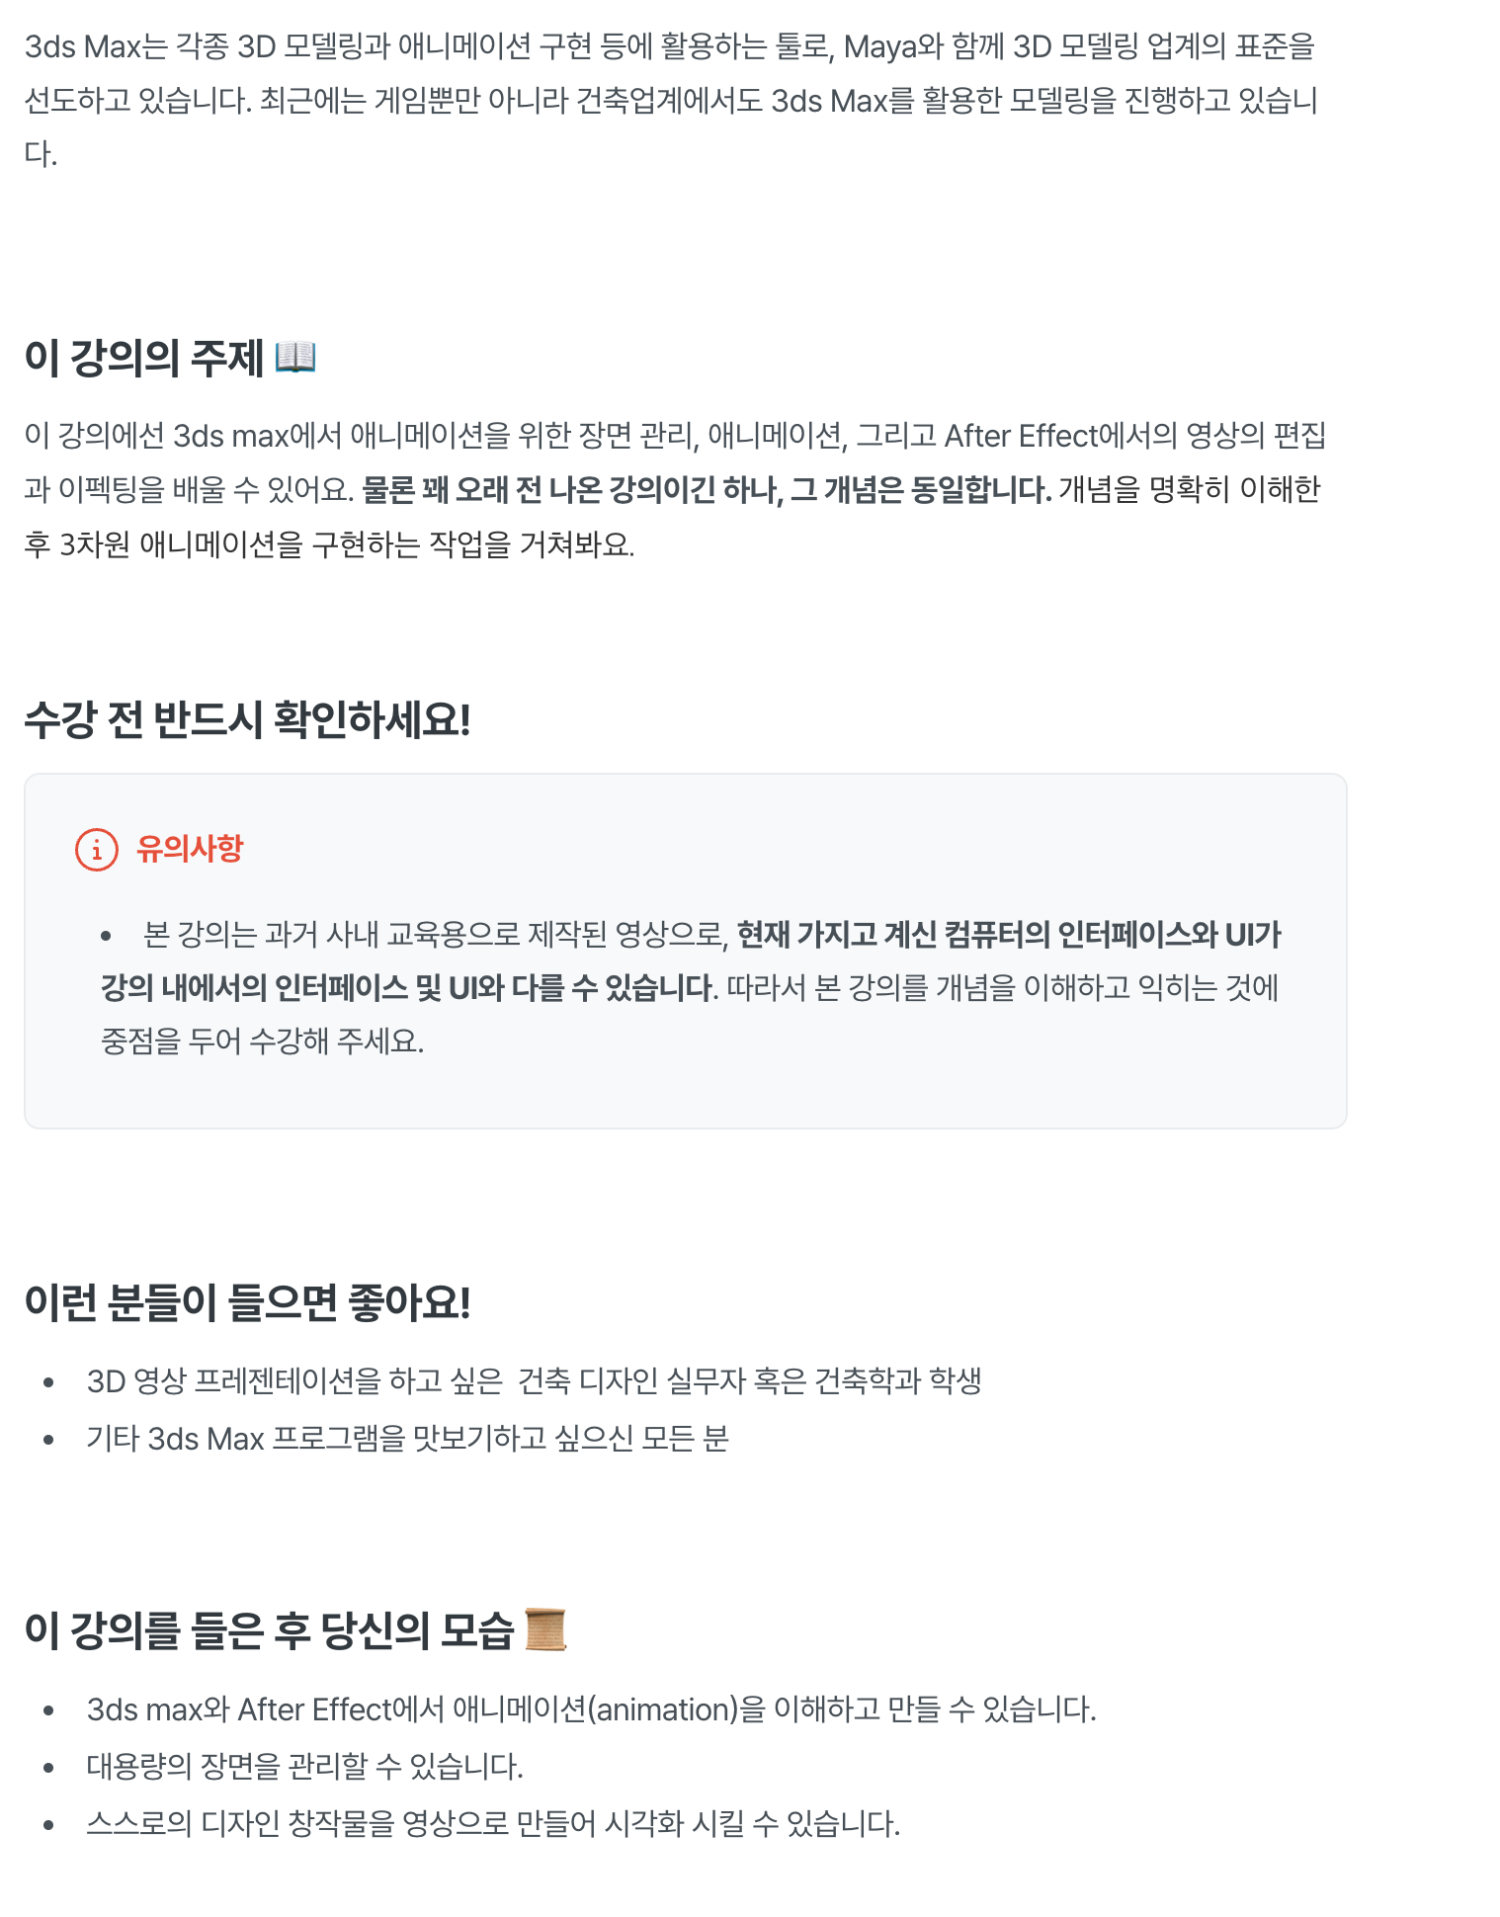 3ds Max는 각종 3D 모델링과 애니메이션 구현 등에 활용하는 툴로, Maya와 함께 3D 모델링 업계의 표준을
선도하고 있습니다. 최근에는 게임뿐만 아니라 건축업계에서도 3ds Max를 활용한 모델링을 진행하고 있습니
다.
이 강의의 주제 📖
이 강의에선 3ds max에서 애니메이션을 위한 장면 관리, 애니메이션, 그리고 After Effect에서의 영상의 편집
과 이펙팅을 배울 수 있어요. 물론 꽤 오래 전 나온 강의이긴 하나, 그 개념은 동일합니다. 개념을 명확히 이해한
후 3차원 애니메이션을 구현하는 작업을 거쳐봐요.
수강 전 반드시 확인하세요!
유의사항
• 본 강의는 과거 사내 교육용으로 제작된 영상으로, 현재 가지고 계신 컴퓨터의 인터페이스와 UI가
강의 내에서의 인터페이스 및 UI와 다를 수 있습니다. 따라서 본 강의를 개념을 이해하고 익히는 것에
중점을 두어 수강해 주세요.
이런 분들이 들으면 좋아요!
• 3D 영상 프레젠테이션을 하고 싶은 건축 디자인 실무자 혹은 건축학과 학생
• 기타 3ds Max 프로그램을 맛보기하고 싶으신 모든 분
이 강의를 들은 후 당신의 모습 📜
• 3ds max와 After Effect에서 애니메이션(animation)을 이해하고 만들 수 있습니다.
• 대용량의 장면을 관리할 수 있습니다.
• 스스로의 디자인 창작물을 영상으로 만들어 시각화 시킬 수 있습니다.